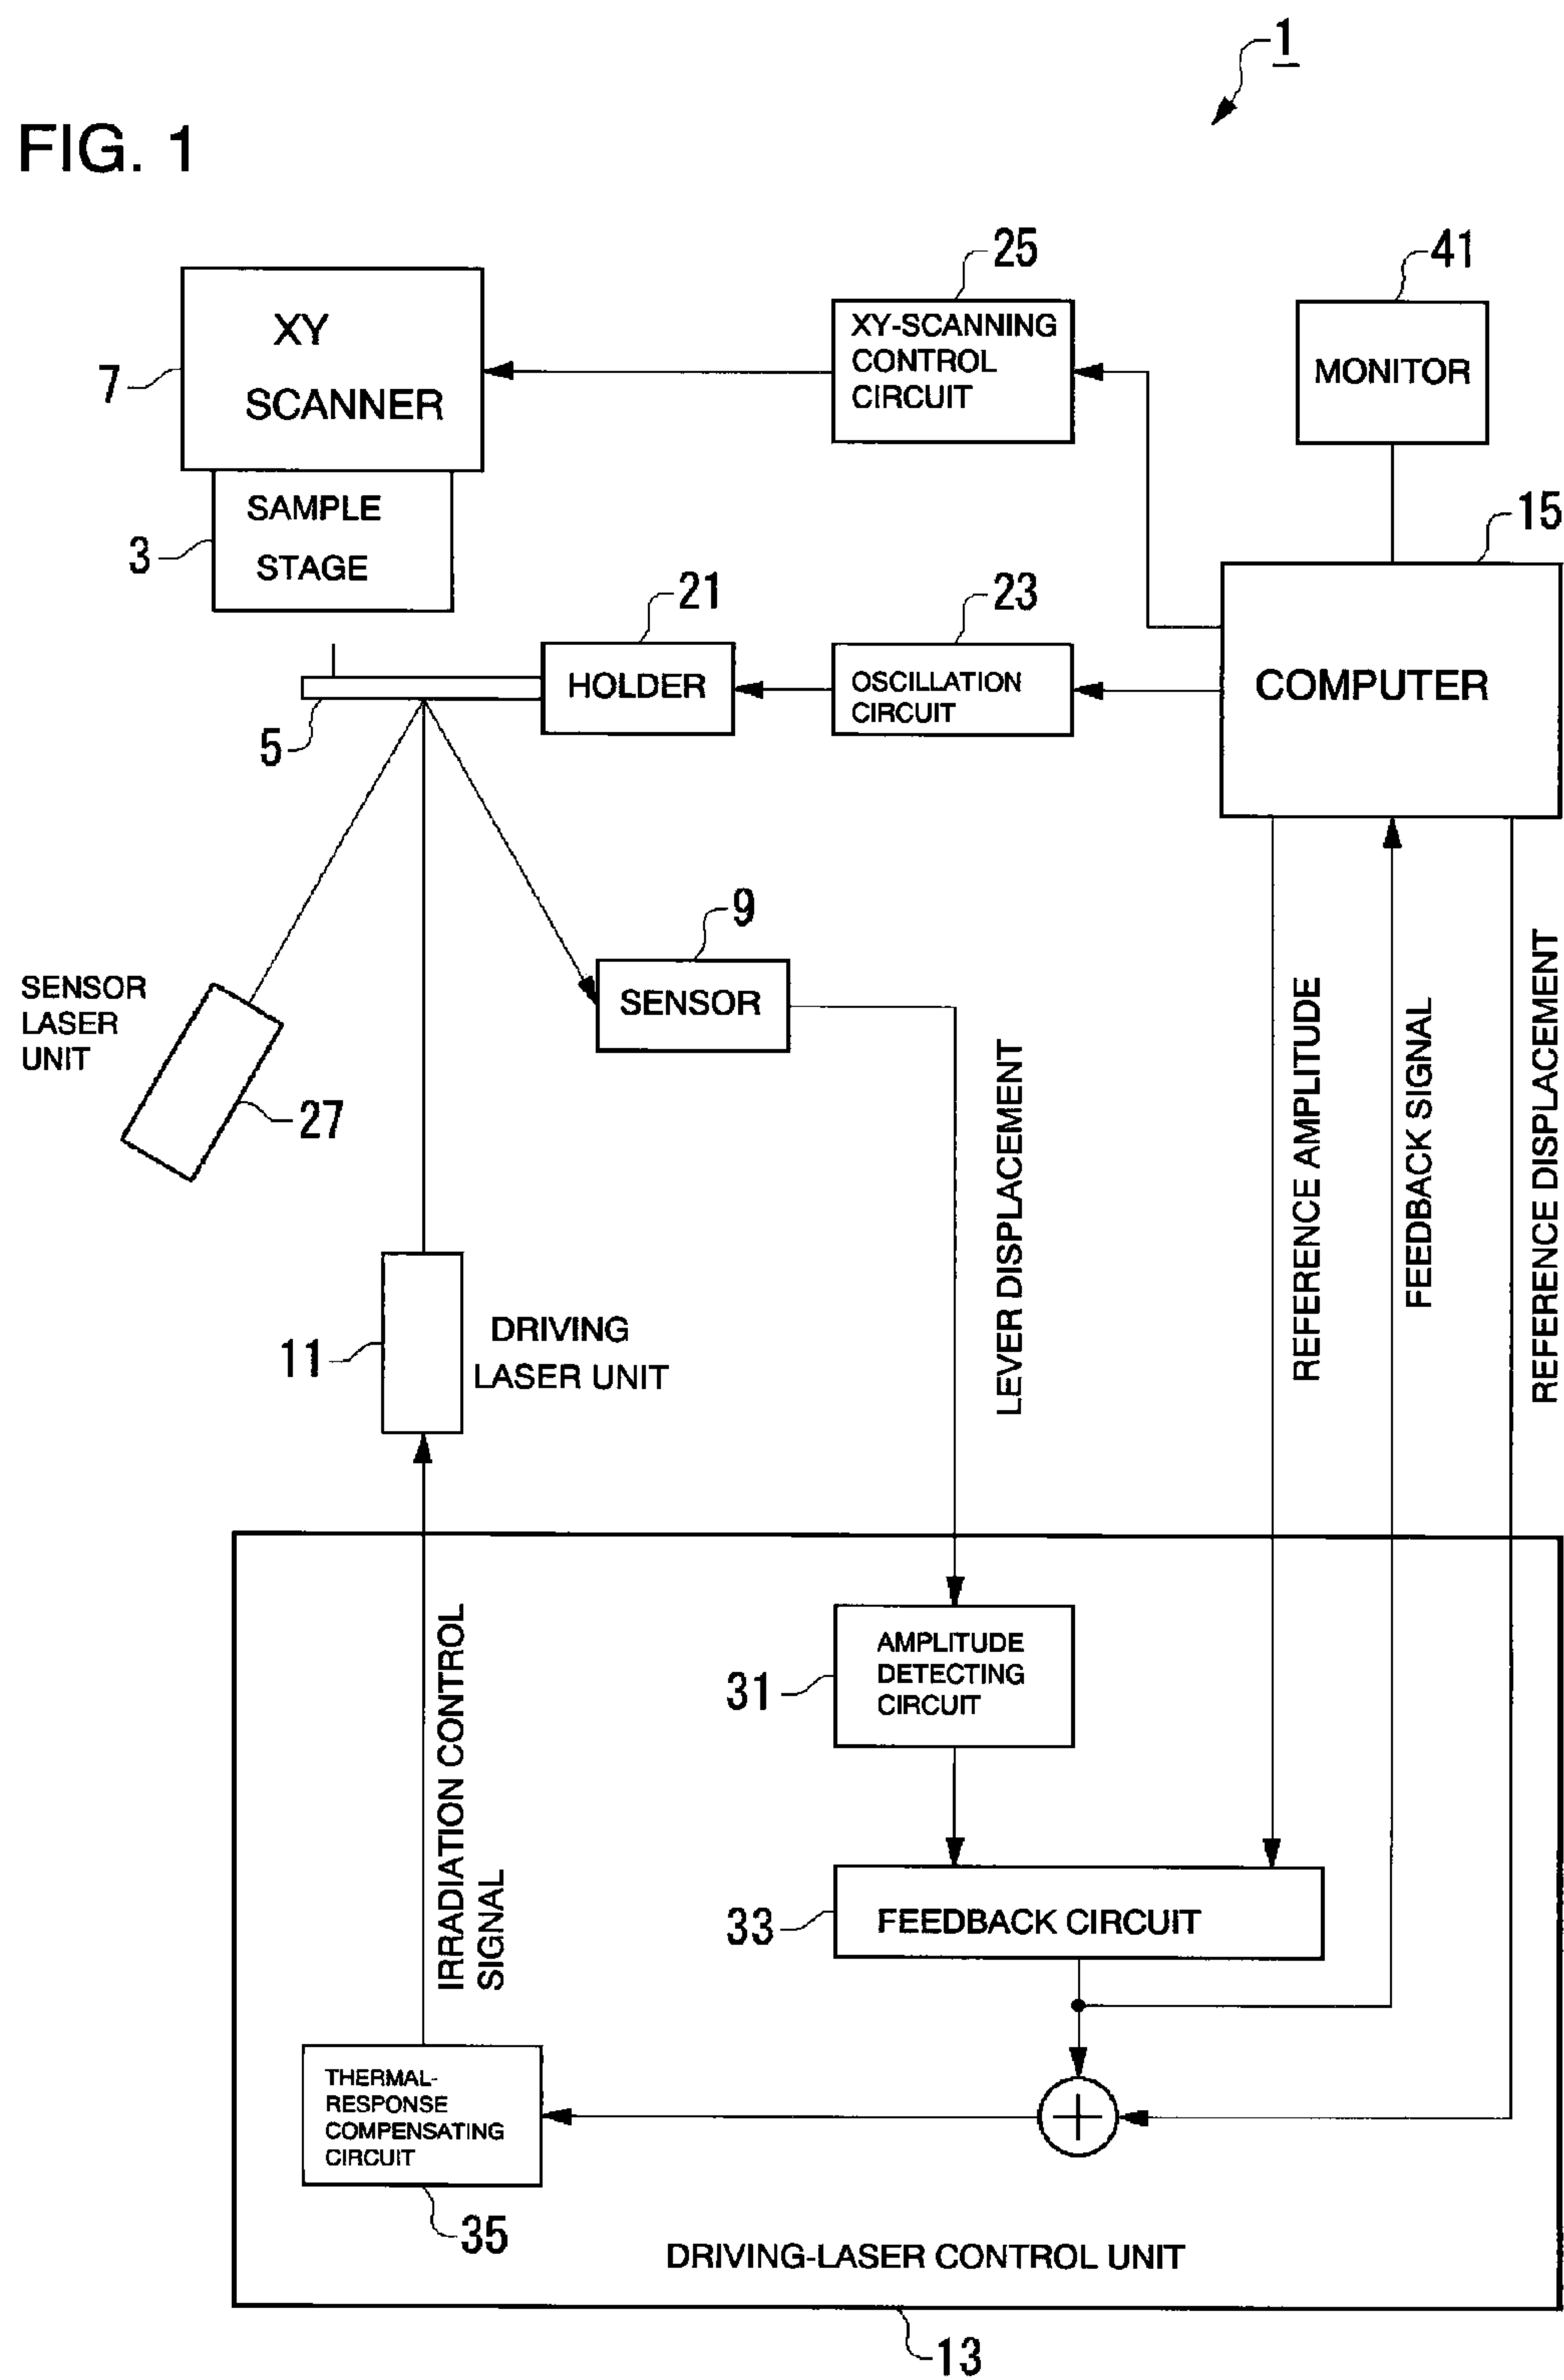 1
FIG. 1
XY
SCANNER
7
25
XY-SCANNING
CONTROL
CIRCUIT
41
MONITOR
SAMPLE
STAGE
3
15
COMPUTER
21
HOLDER
23
OSCILLATION
CIRCUIT
5
9
SENSOR
SENSOR
LASER
UNIT
27
LEVER DISPLACEMENT
REFERENCE AMPLITUDE
FEEDBACK SIGNAL
REFERENCE DISPLACEMENT
11
DRIVING
LASER UNIT
IRRADIATION CONTROL
SIGNAL
31
AMPLITUDE
DETECTING
CIRCUIT
33
FEEDBACK CIRCUIT
THERMAL-
RESPONSE
COMPENSATING
CIRCUIT
+
35
DRIVING-LASER CONTROL UNIT
13